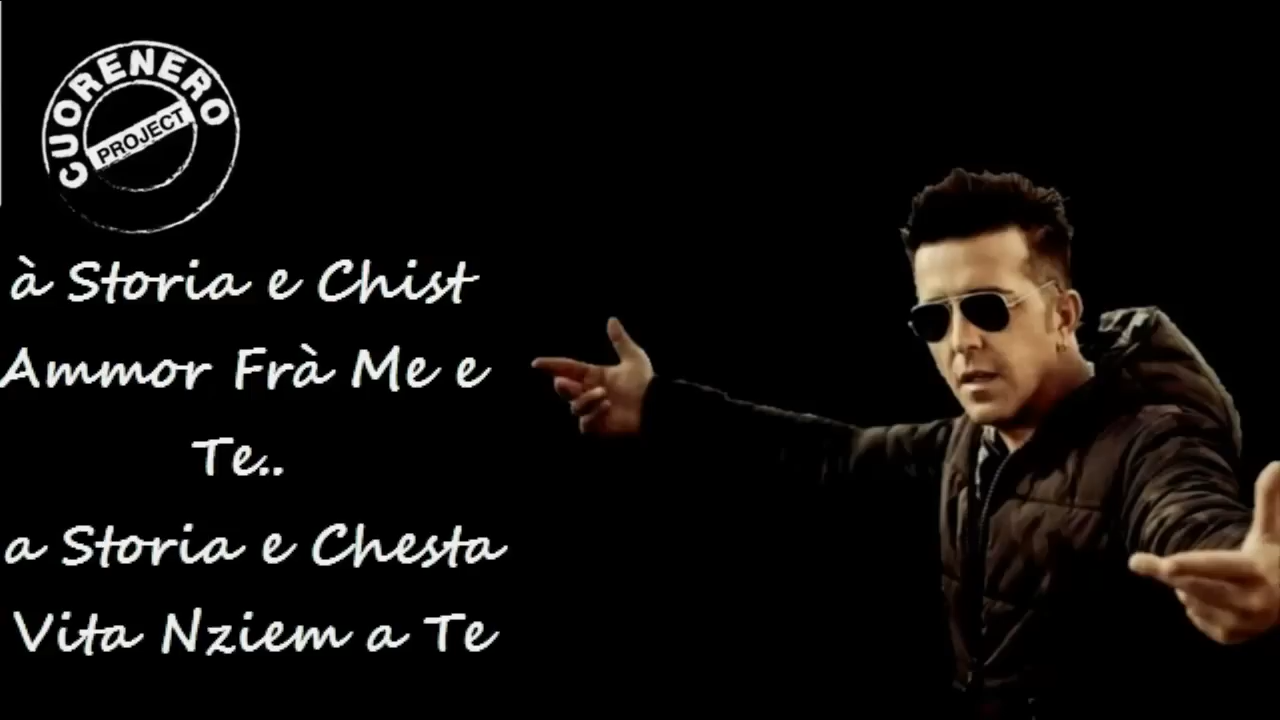 CUORENERO
PROJECT
à Storia e Chist
Ammor Frà Me e
Te..
a Storia e Chesta
Vita Nziem a Te